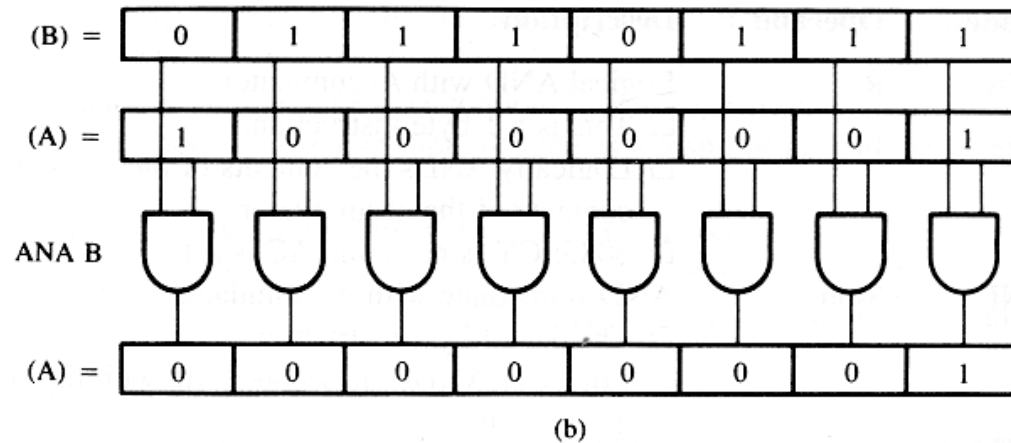 (B) = 0 1 1 1 0 1 1 1
(A) = 1 0 0 0 0 0 0 1
ANA B
(A) = 0 0 0 0 0 0 0 1
(b)